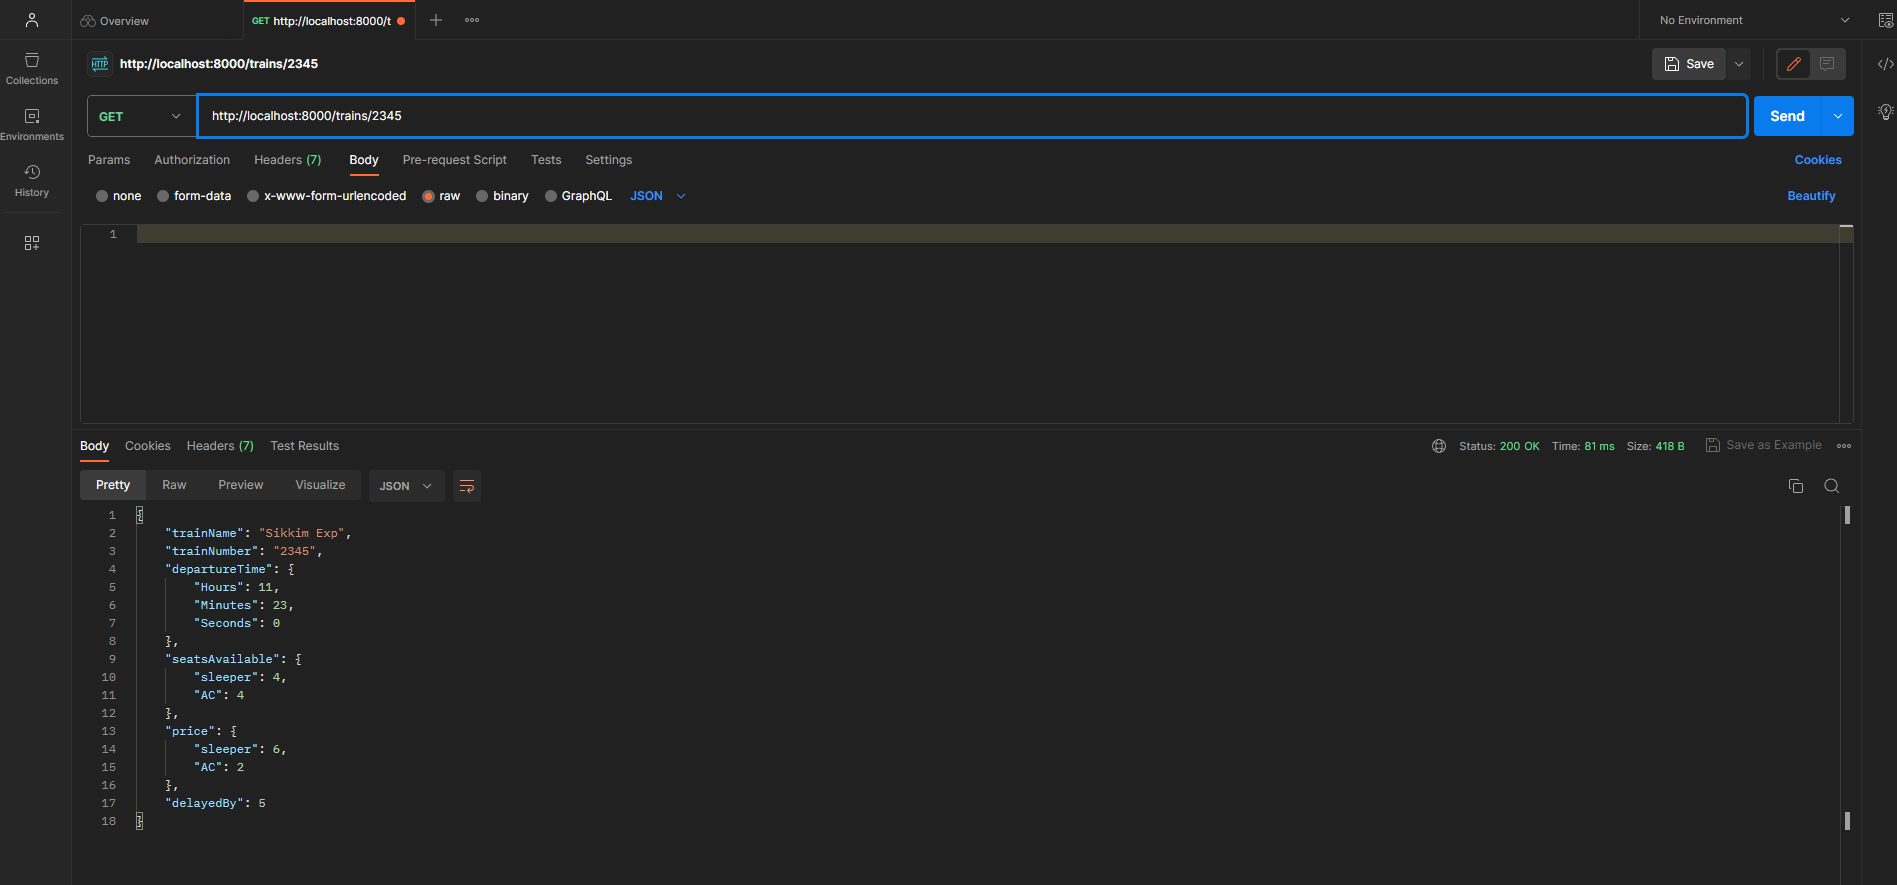 Overview
GET http://localhost:8000/t
No Environment
Collections
Environments
History
HTTP http://localhost:8000/trains/2345
Save
GET
http://localhost:8000/trains/2345
Send
Params Authorization Headers (7) Body Pre-request Script Tests Settings
Cookies
none form-data x-www-form-urlencoded raw binary GraphQL JSON
Beautify
1
Body Cookies Headers (7) Test Results
Status: 200 OK Time: 81 ms Size: 418 B Save as Example
Pretty Raw Preview Visualize JSON
1 {
2 "trainName": "Sikkim Exp",
3 "trainNumber": "2345",
4 "departureTime": {
5 "Hours": 11,
6 "Minutes": 23,
7 "Seconds": 0
8 },
9 "seatsAvailable": {
10 "sleeper": 4,
11 "AC": 4
12 },
13 "price": {
14 "sleeper": 6,
15 "AC": 2
16 },
17 "delayedBy": 5
18 }